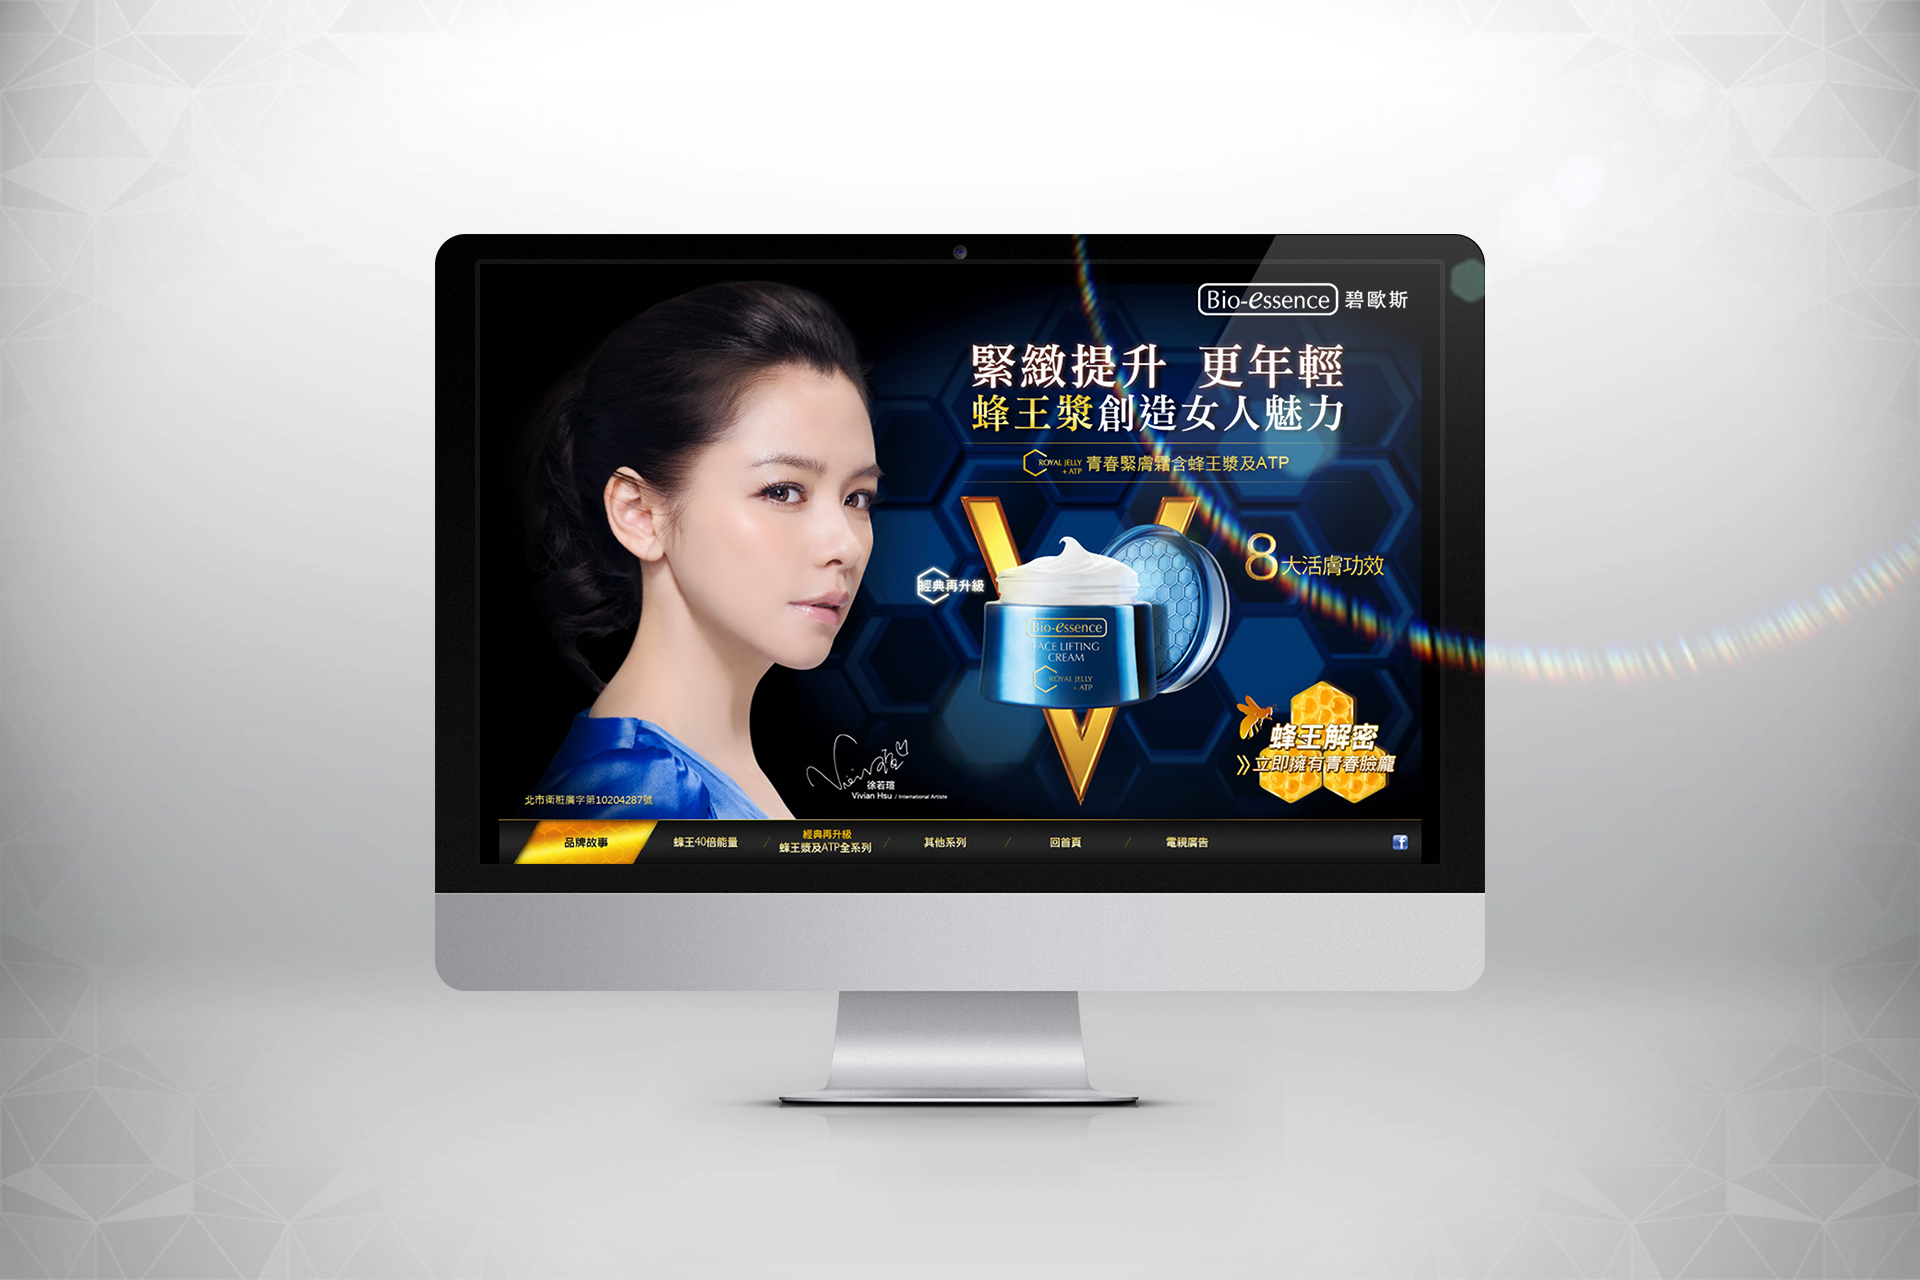 Bio-essence 碧歐斯
緊緻提升 更年輕
蜂王漿創造女人魅力
ROYAL JELLY + ATP 青春緊膚霜含蜂王漿及ATP
8大活膚功效
經典再升級
Bio-essence
FACE LIFTING
CREAM
ROYAL JELLY
+ ATP
蜂王解密
立即擁有青春臉龐
徐若瑄
Vivian Hsu / International Artiste
北市衛粧廣字第10204287號
品牌故事
蜂王40倍能量
經典再升級
蜂王漿及ATP全系列
其他系列
回首頁
電視廣告
f